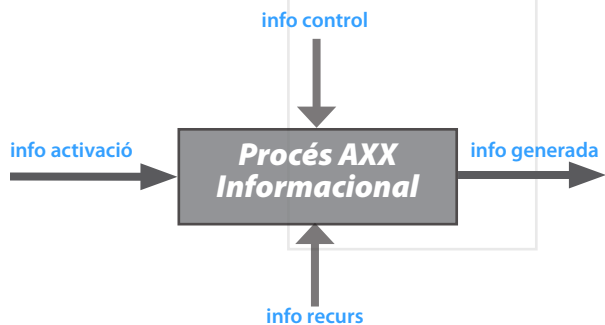 info control
info activació
Procés AXX
Informacional
info generada
info recurs